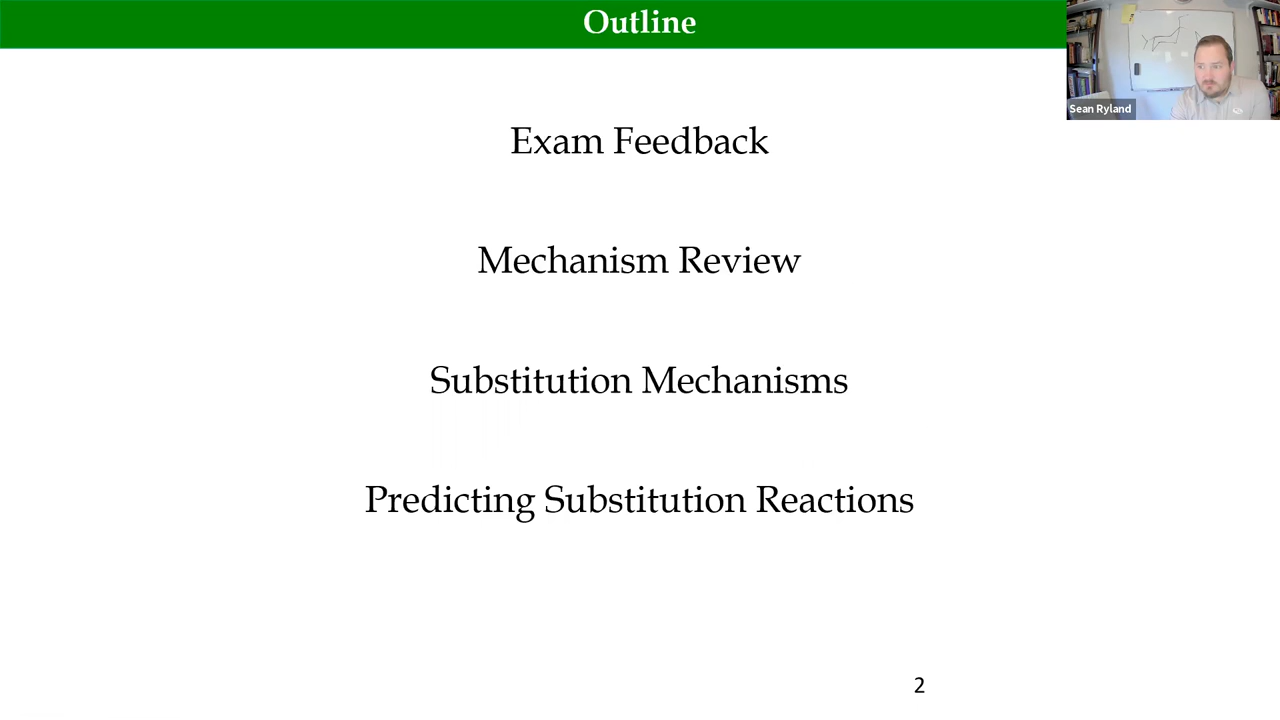 Outline
Sean Ryland
Exam Feedback
Mechanism Review
Substitution Mechanisms
Predicting Substitution Reactions
2